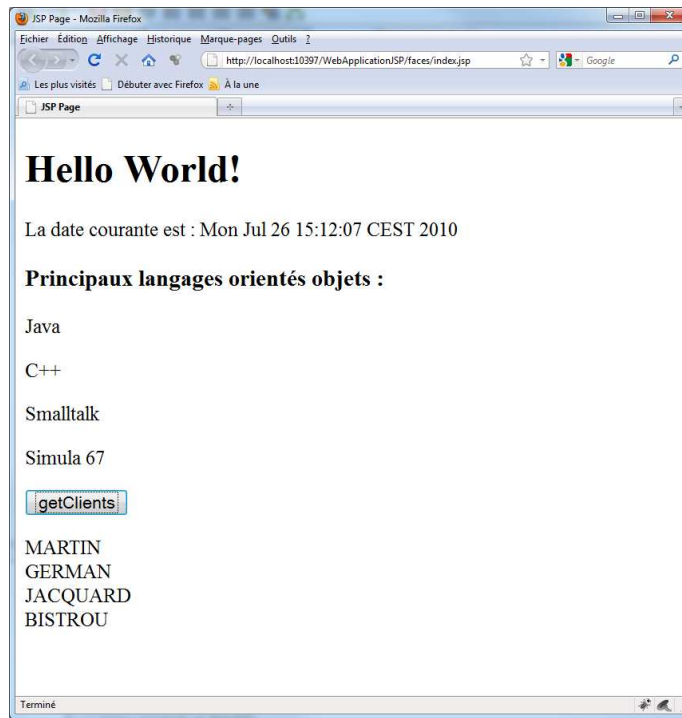 JSP Page - Mozilla Firefox
Fichier Édition Affichage Historique Marque-pages Outils ?
http://localhost:10397/WebApplicationJSP/faces/index.jsp Google
Les plus visités Débuter avec Firefox À la une
JSP Page
Hello World!
La date courante est : Mon Jul 26 15:12:07 CEST 2010
Principaux langages orientés objets :
Java
C++
Smalltalk
Simula 67
getClients
MARTIN
GERMAN
JACQUARD
BISTROU
Terminé